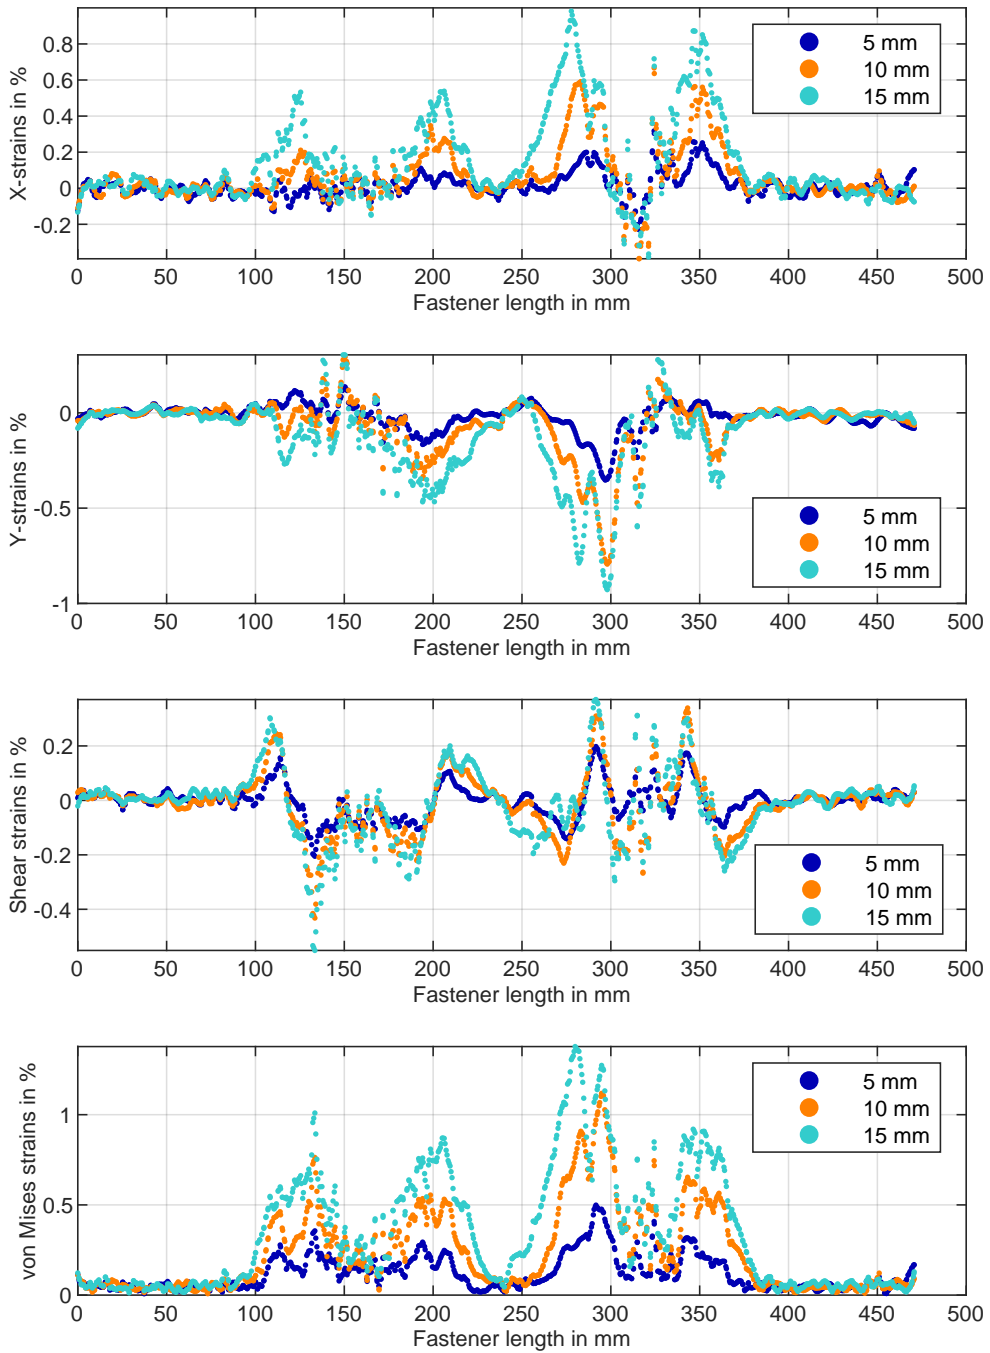 X-strains in %
0.8
0.6
0.4
0.2
0
-0.2
5 mm
10 mm
15 mm
0 50 100 150 200 250 300 350 400 450 500
Fastener length in mm
Y-strains in %
0
-0.5
-1
5 mm
10 mm
15 mm
0 50 100 150 200 250 300 350 400 450 500
Fastener length in mm
Shear strains in %
0.2
0
-0.2
-0.4
5 mm
10 mm
15 mm
0 50 100 150 200 250 300 350 400 450 500
Fastener length in mm
von Mises strains in %
1
0.5
0
5 mm
10 mm
15 mm
0 50 100 150 200 250 300 350 400 450 500
Fastener length in mm